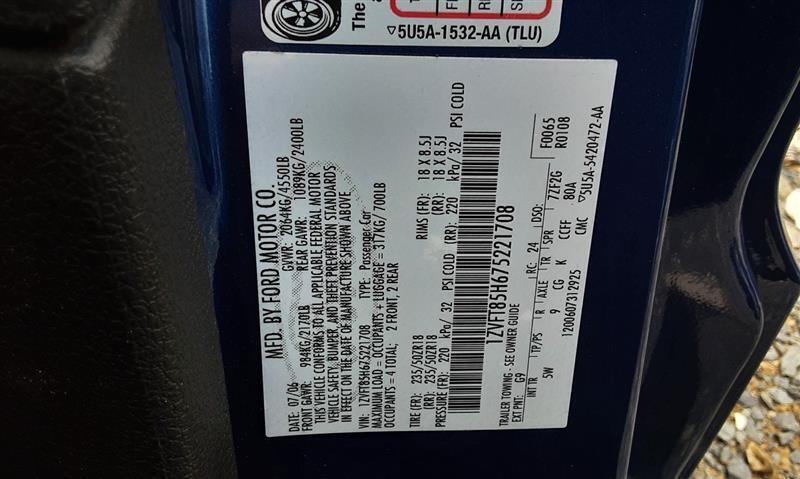 The
5U5A-1532-AA (TLU)
MFD. BY FORD MOTOR CO.
07/06 GVWR: 2064KG/4550LB
FRONT GAWR: 984KG/2170LB REAR GAWR: 1089KG/2400LB
THIS VEHICLE CONFORMS TO ALL APPLICABLE FEDERAL MOTOR
VEHICLE SAFETY, BUMPER, AND THEFT PREVENTION STANDARDS
IN EFFECT ON THE DATE OF MANUFACTURE SHOWN ABOVE
VIN: 1ZVFT85H675221708 TYPE: Passenger Car
MAXIMUM LOAD = OCCUPANTS + LUGGAGE = 317KG/700LB
OCCUPANTS = 4 TOTAL; 2 FRONT, 2 REAR
TIRE (FR): 235/50ZR18 RIMS (FR): 18 X 8.5J
(RR): 235/50ZR18 (RR): 18 X 8.5J
PRESSURE (FR): 220 kPa/ 32 PSI COLD (RR): 220 kPa/ 32 PSI COLD
1ZVFT85H675221708
TRAILER TOWING - SEE OWNER GUIDE
EXT PNT: G9 RC: 24 DSO: F0065
INT TR TP/PS R AXLE TR SPR R0108
5W 9 CG K CCFF 7ZF2G 80A
1200607312925 CMC 5U5A-5420472-AA